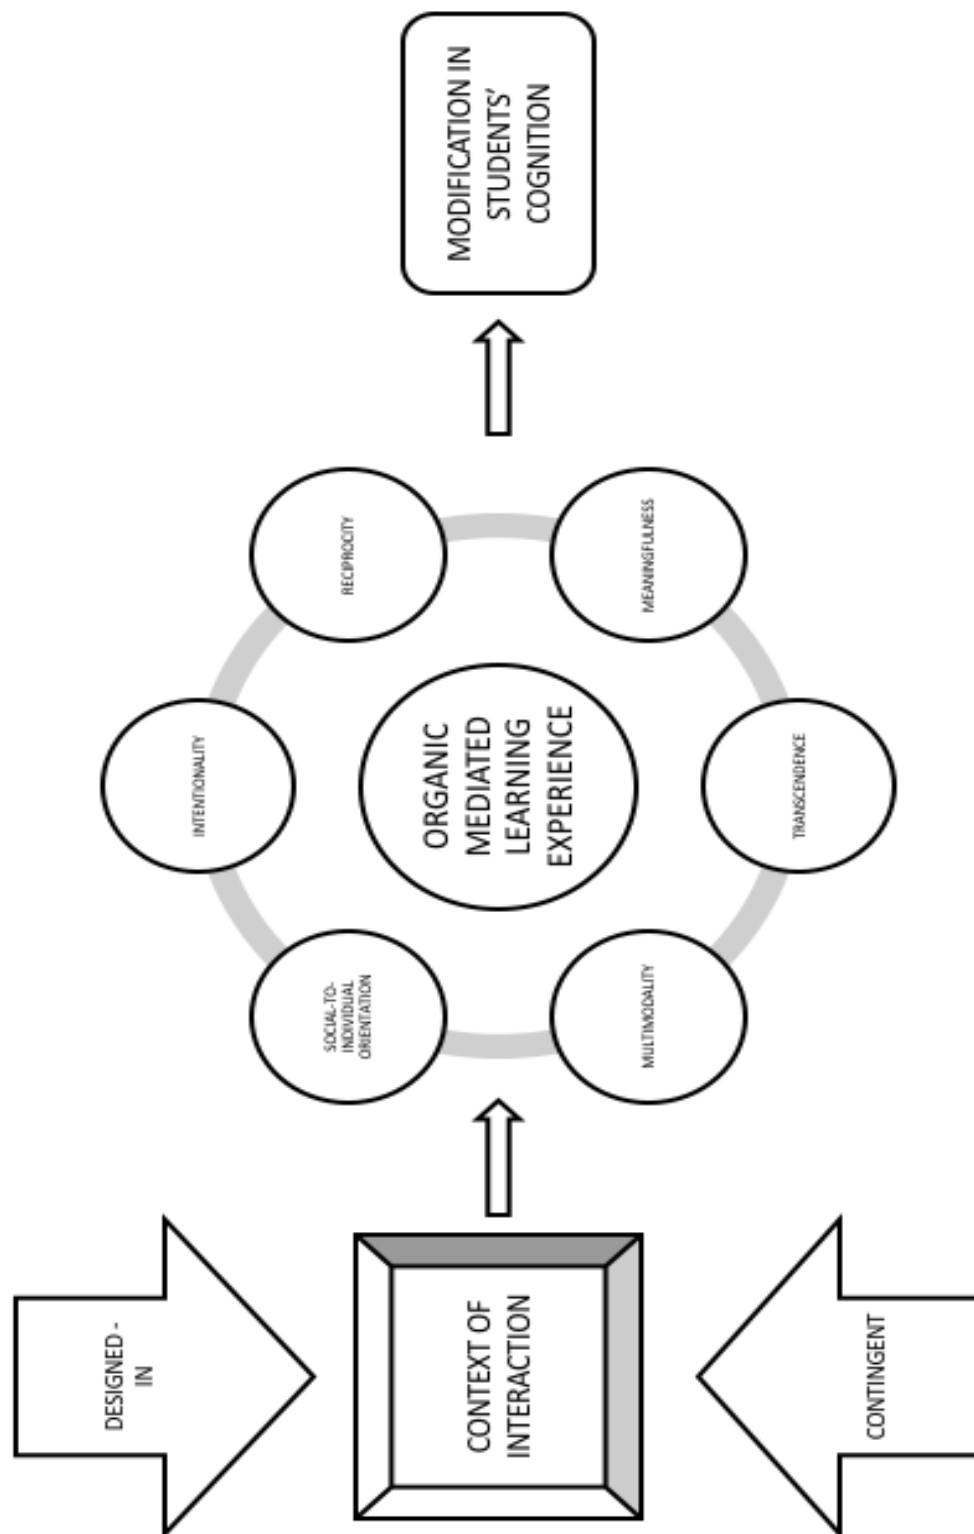 DESIGNED -
IN
CONTEXT OF
INTERACTION
CONTINGENT
SOCIAL-TO-
INDIVIDUAL
ORIENTATION
INTENTIONALITY
RECIPROCITY
ORGANIC
MEDIATED
LEARNING
EXPERIENCE
MULTIMODALITY
TRANSCENDENCE
MEANINGFULNESS
MODIFICATION IN
STUDENTS'
COGNITION